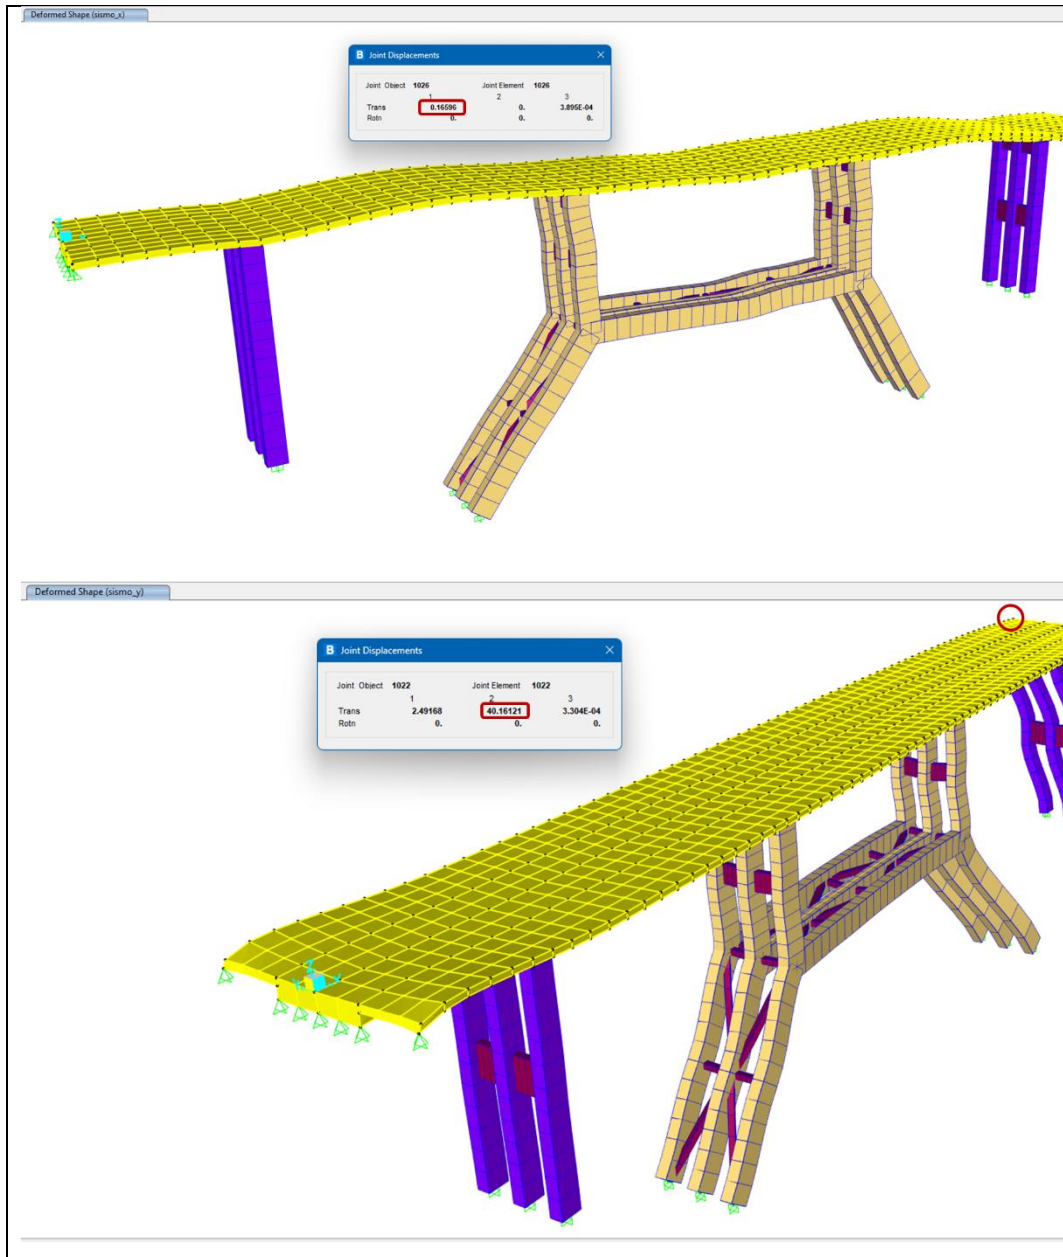 Deformed Shape (sismo_x)
B Joint Displacements
Joint Object 1026 Joint Element 1026
1 2 3
Trans 0.16596 0. 3.895E-04
Rotn 0. 0. 0.
Deformed Shape (sismo_y)
B Joint Displacements
Joint Object 1022 Joint Element 1022
1 2 3
Trans 2.49168 40.16121 3.304E-04
Rotn 0. 0. 0.